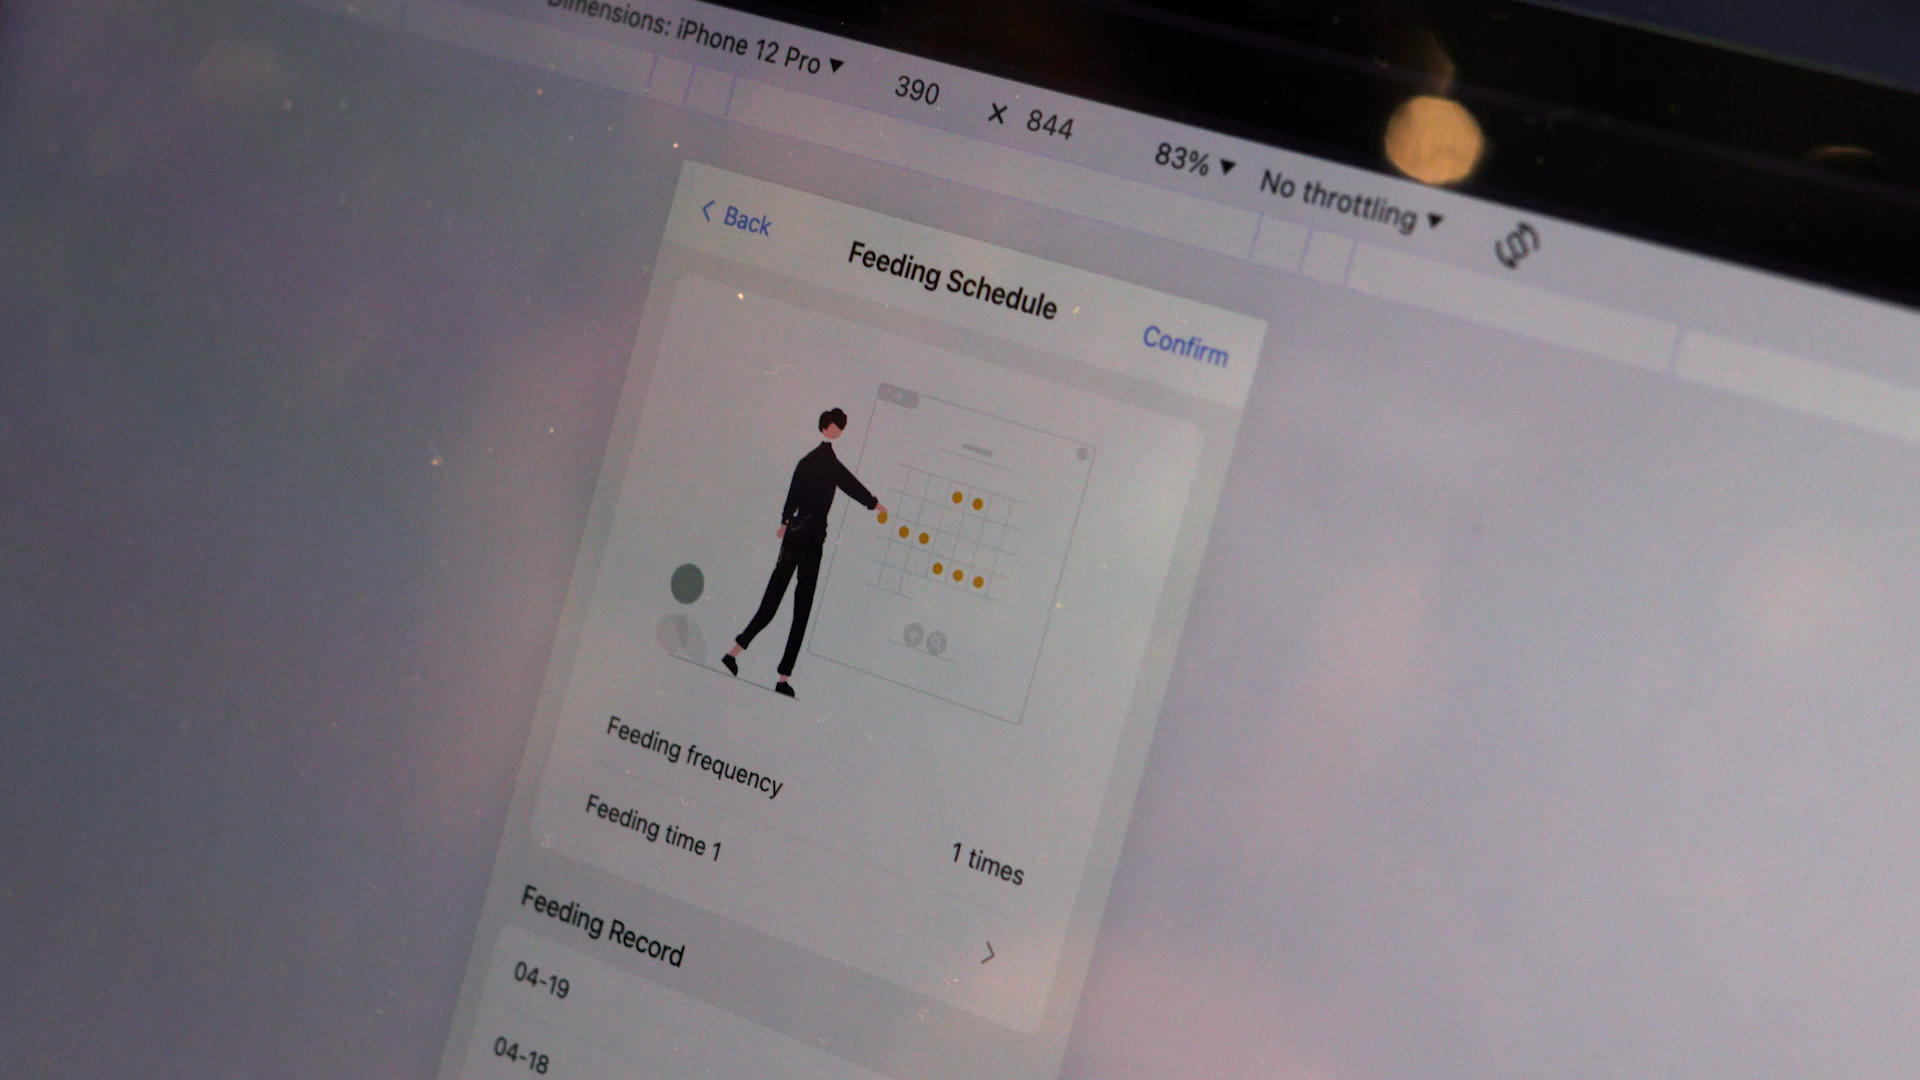 Dimensions: iPhone 12 Pro ▼ 390 × 844 83% ▼ No throttling ▼
< Back Feeding Schedule Confirm
Feeding frequency 1 times
Feeding time 1 >
Feeding Record
04-19
04-18